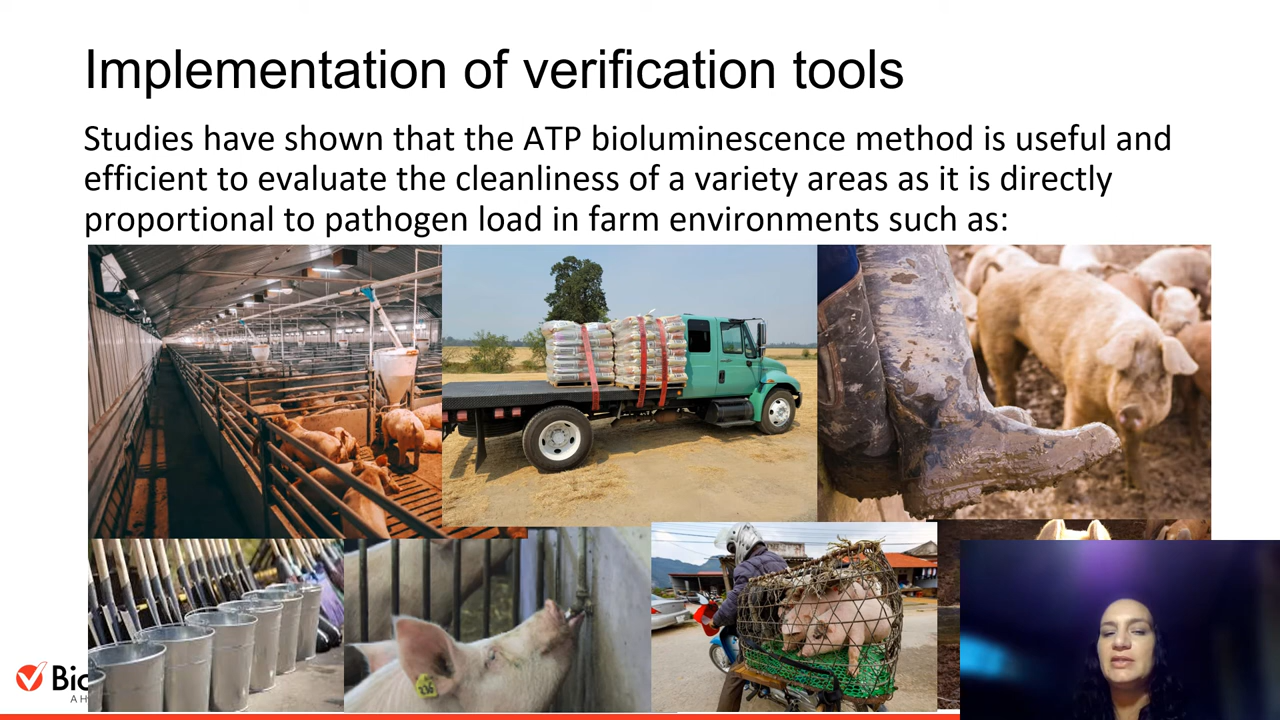 Implementation of verification tools
Studies have shown that the ATP bioluminescence method is useful and
efficient to evaluate the cleanliness of a variety areas as it is directly
proportional to pathogen load in farm environments such as: